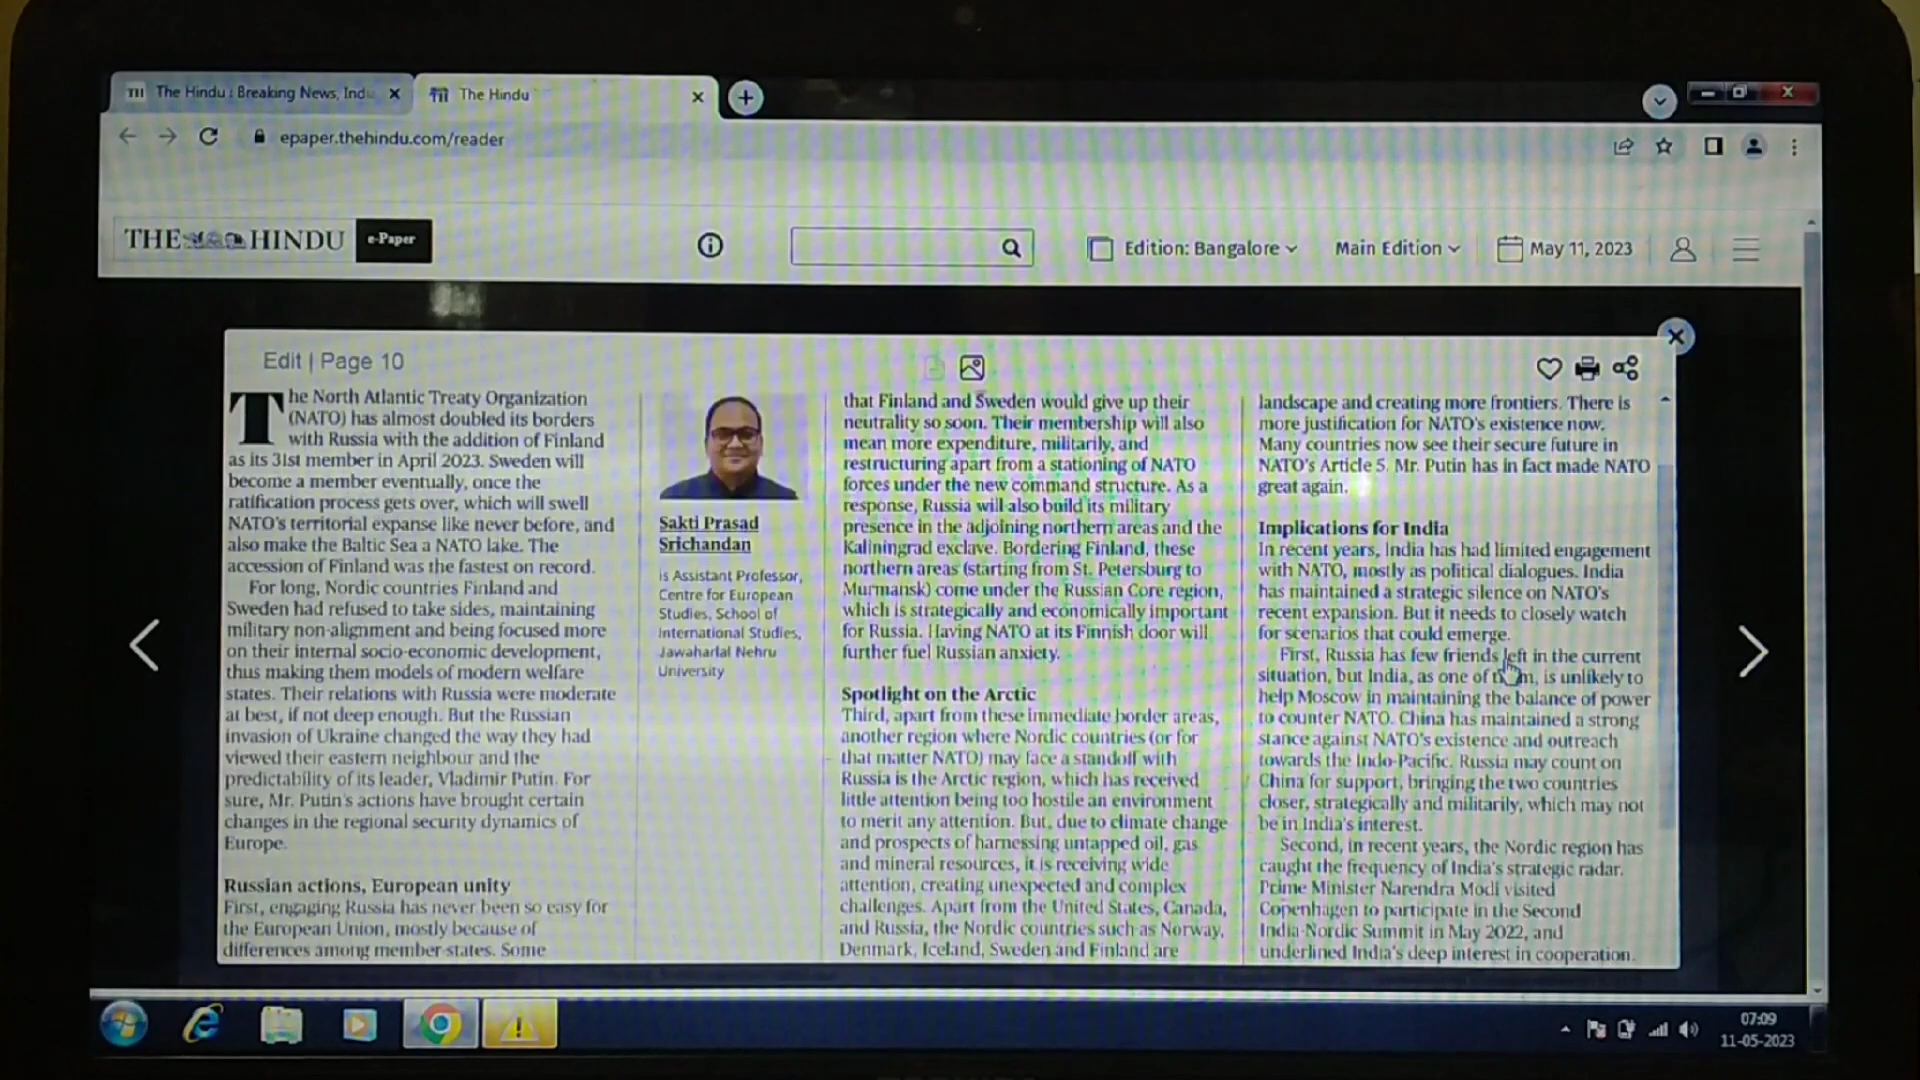 The Hindu : Breaking News, Indi
The Hindu
epaper.thehindu.com/reader
THE HINDU
e-Paper
Edition: Bangalore
Main Edition
May 11, 2023
Edit | Page 10
The North Atlantic Treaty Organization
(NATO) has almost doubled its borders
with Russia with the addition of Finland
as its 31st member in April 2023. Sweden will
become a member eventually, once the
ratification process gets over, which will swell
NATO's territorial expanse like never before, and
also make the Baltic Sea a NATO lake. The
accession of Finland was the fastest on record.
For long, Nordic countries Finland and
Sweden had refused to take sides, maintaining
military non-alignment and being focused more
on their internal socio-economic development,
thus making them models of modern welfare
states. Their relations with Russia were moderate
at best, if not deep enough. But the Russian
invasion of Ukraine changed the way they had
viewed their eastern neighbour and the
predictability of its leader, Vladimir Putin. For
sure, Mr. Putin's actions have brought certain
changes in the regional security dynamics of
Europe.
Russian actions, European unity
First, engaging Russia has never been so easy for
the European Union, mostly because of
differences among member-states. Some
Sakti Prasad
Srichandan
is Assistant Professor,
Centre for European
Studies, School of
International Studies,
Jawaharlal Nehru
University
that Finland and Sweden would give up their
neutrality so soon. Their membership will also
mean more expenditure, militarily, and
restructuring apart from a stationing of NATO
forces under the new command structure. As a
response, Russia will also build its military
presence in the adjoining northern areas and the
Kaliningrad exclave. Bordering Finland, these
northern areas (starting from St. Petersburg to
Murmansk) come under the Russian Core region,
which is strategically and economically important
for Russia. Having NATO at its Finnish door will
further fuel Russian anxiety.
Spotlight on the Arctic
Third, apart from these immediate border areas,
another region where Nordic countries (or for
that matter NATO) may face a standoff with
Russia is the Arctic region, which has received
little attention being too hostile an environment
to merit any attention. But, due to climate change
and prospects of harnessing untapped oil, gas
and mineral resources, it is receiving wide
attention, creating unexpected and complex
challenges. Apart from the United States, Canada,
and Russia, the Nordic countries such as Norway,
Denmark, Iceland, Sweden and Finland are
landscape and creating more frontiers. There is
more justification for NATO's existence now.
Many countries now see their secure future in
NATO's Article 5. Mr. Putin has in fact made NATO
great again.
Implications for India
In recent years, India has had limited engagement
with NATO, mostly as political dialogues. India
has maintained a strategic silence on NATO's
recent expansion. But it needs to closely watch
for scenarios that could emerge.
First, Russia has few friends left in the current
situation, but India, as one of them, is unlikely to
help Moscow in maintaining the balance of power
to counter NATO. China has maintained a strong
stance against NATO's existence and outreach
towards the Indo-Pacific. Russia may count on
China for support, bringing the two countries
closer, strategically and militarily, which may not
be in India's interest.
Second, in recent years, the Nordic region has
caught the frequency of India's strategic radar.
Prime Minister Narendra Modi visited
Copenhagen to participate in the Second
India-Nordic Summit in May 2022, and
underlined India's deep interest in cooperation.
07:09
11-05-2023